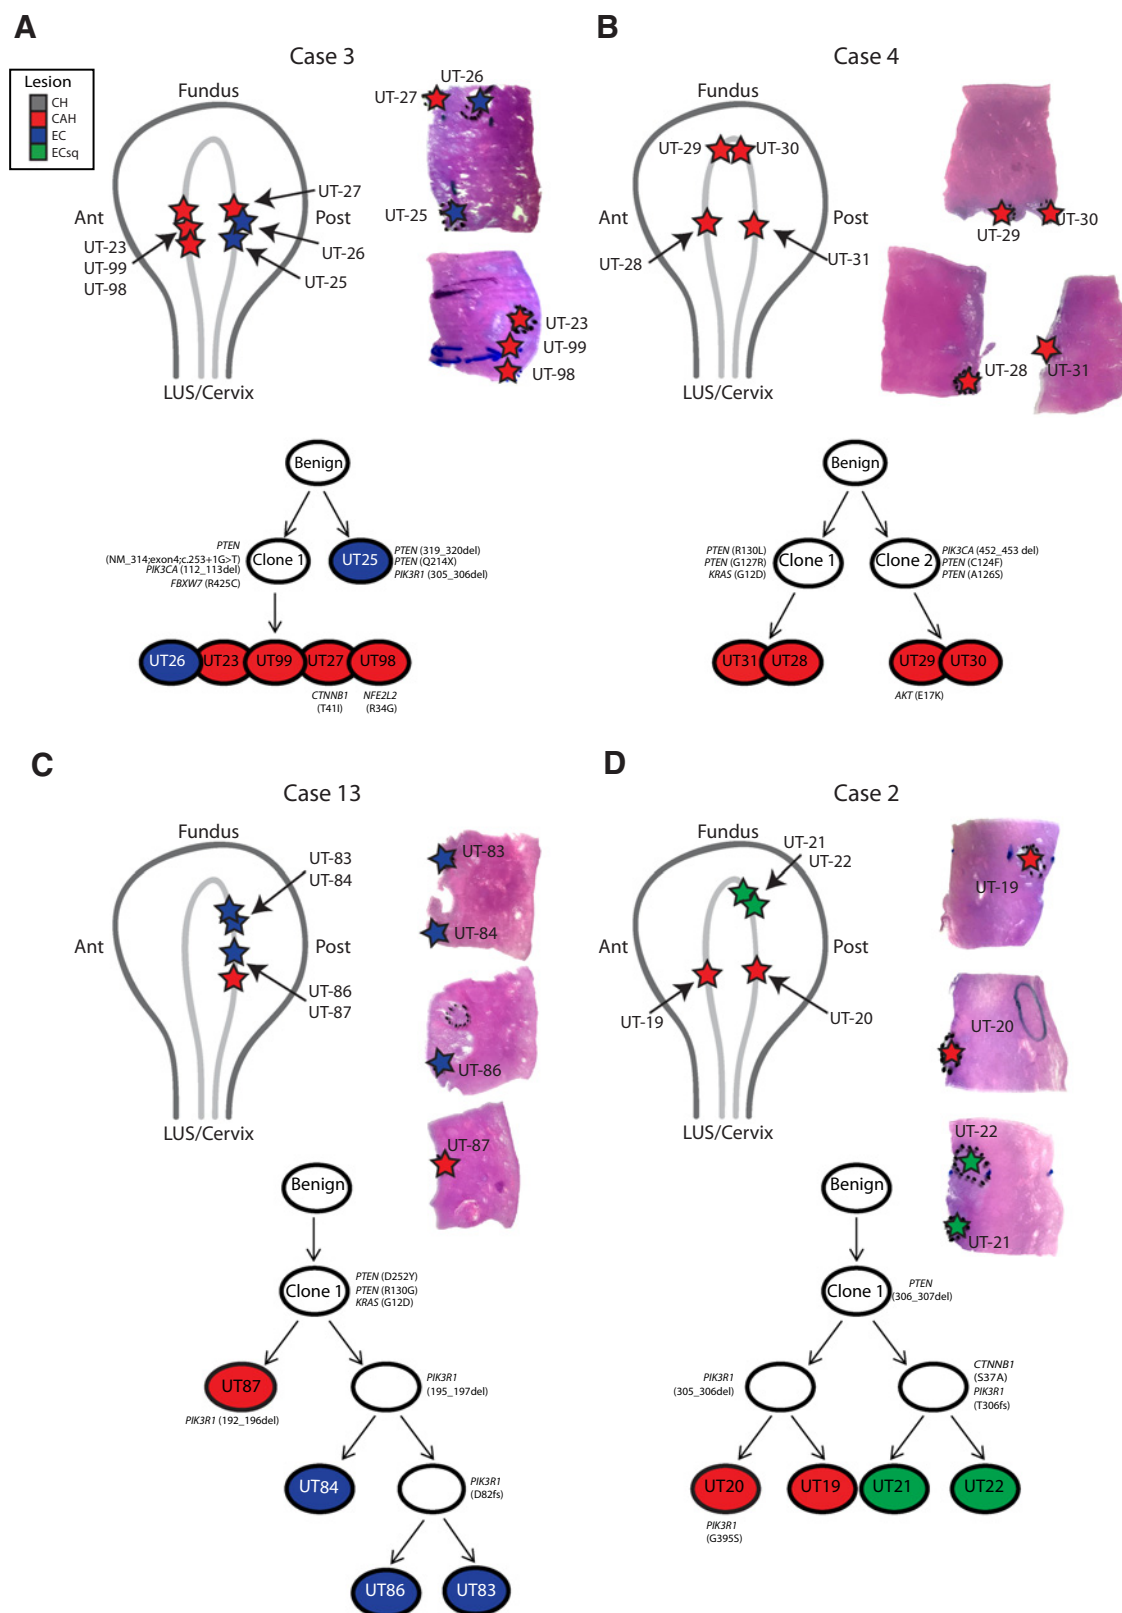 A
Case 3
Lesion
CH
CAH
EC
ECsq
Fundus
Ant
Post
UT-27
UT-26
UT-25
UT-23
UT-99
UT-98
LUS/Cervix
UT-26
UT-27
UT-25
UT-23
UT-99
UT-98
Benign
Clone 1
PTEN
(NM_314;exon4;c.253+1G>T)
PIK3CA (112_113del)
FBXW7 (R425C)
UT25
PTEN (319_320del)
PTEN (Q214X)
PIK3R1 (305_306del)
UT26
UT23
UT99
UT27
UT98
CTNNB1
(T41I)
NFE2L2
(R34G)
B
Case 4
Fundus
UT-29
UT-30
Ant
Post
UT-28
UT-31
LUS/Cervix
UT-29
UT-30
UT-28
UT-31
Benign
PTEN (R130L)
PTEN (G127R)
KRAS (G12D)
Clone 1
Clone 2
PIK3CA (452_453 del)
PTEN (C124F)
PTEN (A126S)
UT31
UT28
UT29
UT30
AKT (E17K)
C
Case 13
Fundus
UT-83
UT-84
Ant
Post
UT-86
UT-87
LUS/Cervix
UT-83
UT-84
UT-86
UT-87
Benign
Clone 1
PTEN (D252Y)
PTEN (R130G)
KRAS (G12D)
UT87
PIK3R1 (192_196del)
PIK3R1
(195_197del)
UT84
PIK3R1
(D82fs)
UT86
UT83
D
Case 2
Fundus
UT-21
UT-22
Ant
Post
UT-19
UT-20
LUS/Cervix
UT-19
UT-20
UT-22
UT-21
Benign
Clone 1
PTEN
(306_307del)
PIK3R1
(305_306del)
CTNNB1
(S37A)
PIK3R1
(T306fs)
UT20
UT19
UT21
UT22
PIK3R1
(G395S)